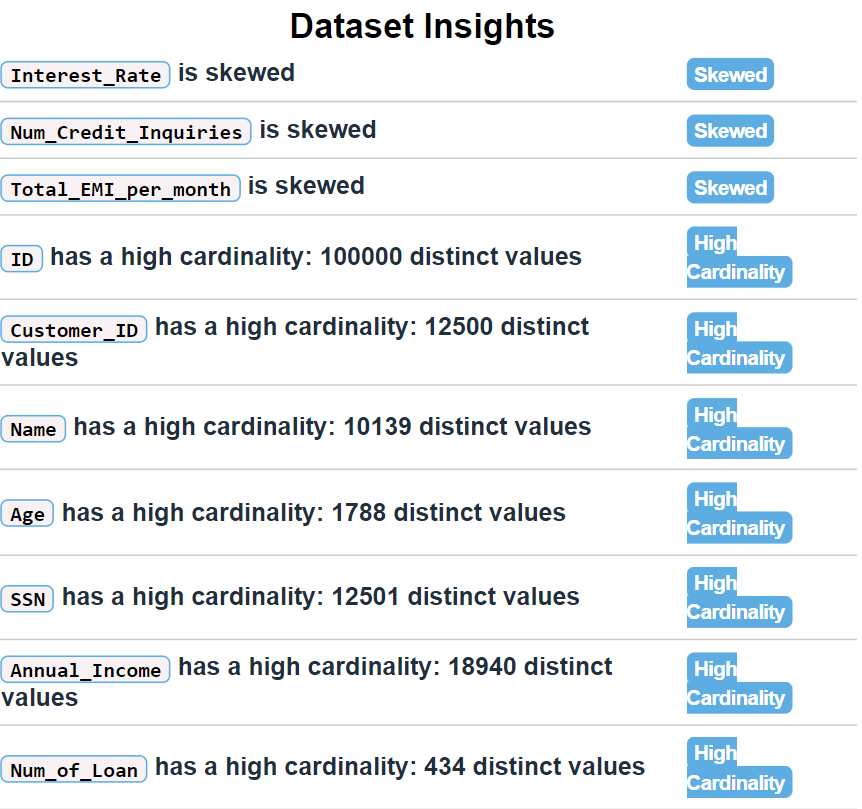 Dataset Insights
Interest_Rate is skewed Skewed
Num_Credit_Inquiries is skewed Skewed
Total_EMI_per_month is skewed Skewed
ID has a high cardinality: 100000 distinct values High
Cardinality
Customer_ID has a high cardinality: 12500 distinct High
values Cardinality
Name has a high cardinality: 10139 distinct values High
Cardinality
Age has a high cardinality: 1788 distinct values High
Cardinality
SSN has a high cardinality: 12501 distinct values High
Cardinality
Annual_Income has a high cardinality: 18940 distinct High
values Cardinality
Num_of_Loan has a high cardinality: 434 distinct values High
Cardinality